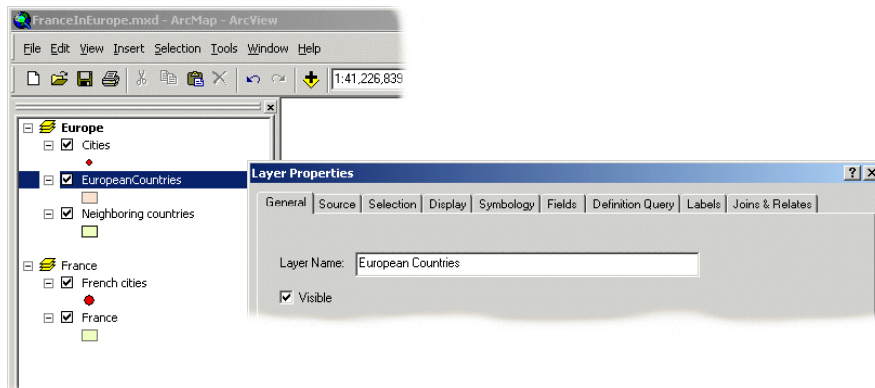 FranceInEurope.mxd - ArcMap - ArcView
File Edit View Insert Selection Tools Window Help
1:41,226,839
Europe
Cities
EuropeanCountries
Neighboring countries
France
French cities
France
Layer Properties
General Source Selection Display Symbology Fields Definition Query Labels Joins & Relates
Layer Name: European Countries
Visible